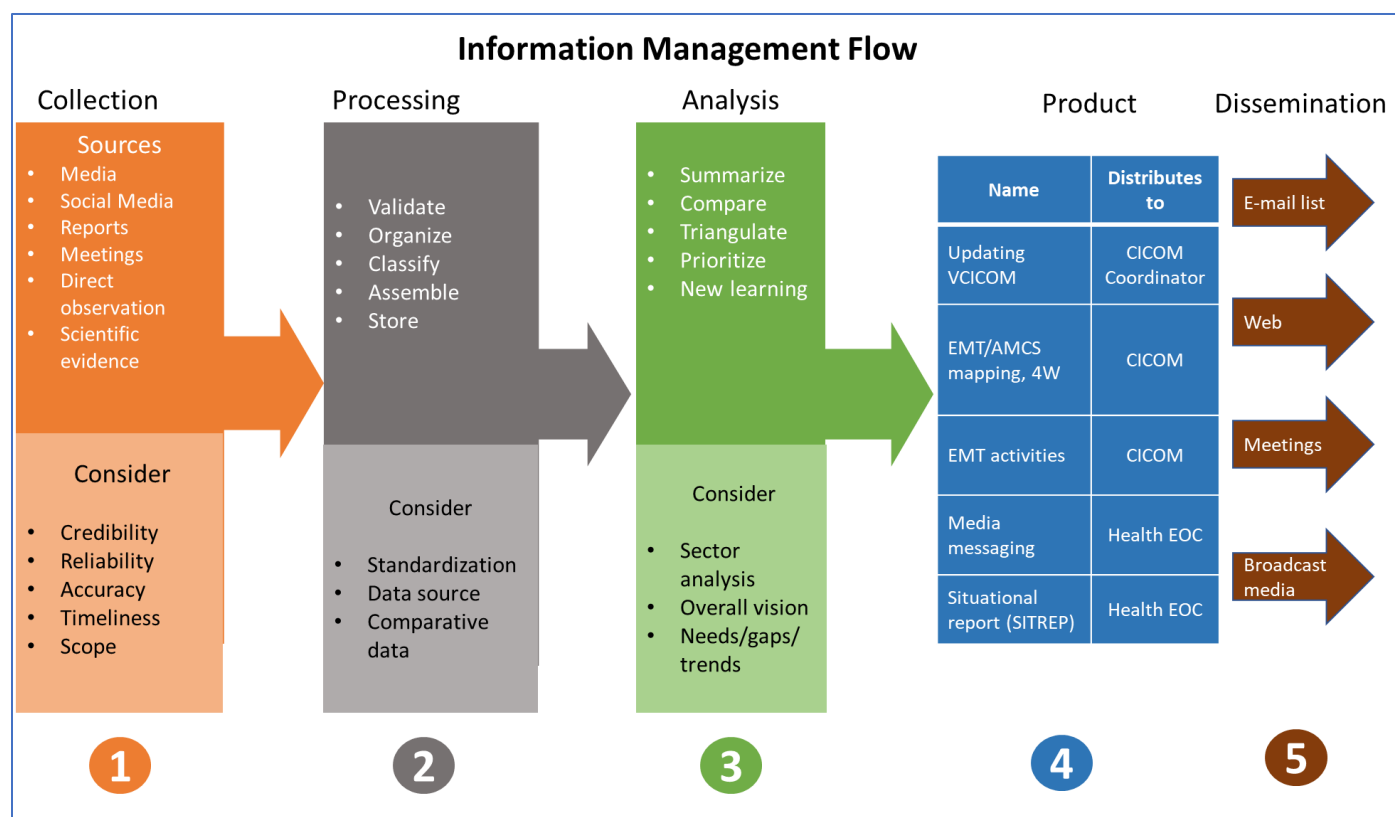 Information Management Flow
Collection
Sources
• Media
• Social Media
• Reports
• Meetings
• Direct
observation
• Scientific
evidence
Consider
• Credibility
• Reliability
• Accuracy
• Timeliness
• Scope
1
Processing
• Validate
• Organize
• Classify
• Assemble
• Store
Consider
• Standardization
• Data source
• Comparative
data
2
Analysis
• Summarize
• Compare
• Triangulate
• Prioritize
• New learning
Consider
• Sector
analysis
• Overall vision
• Needs/gaps/
trends
3
Product
Name
Distributes
to
Updating
VCICOM
CICOM
Coordinator
EMT/AMCS
mapping, 4W
CICOM
EMT activities
CICOM
Media
messaging
Health EOC
Situational
report (SITREP)
Health EOC
4
Dissemination
E-mail list
Web
Meetings
Broadcast
media
5